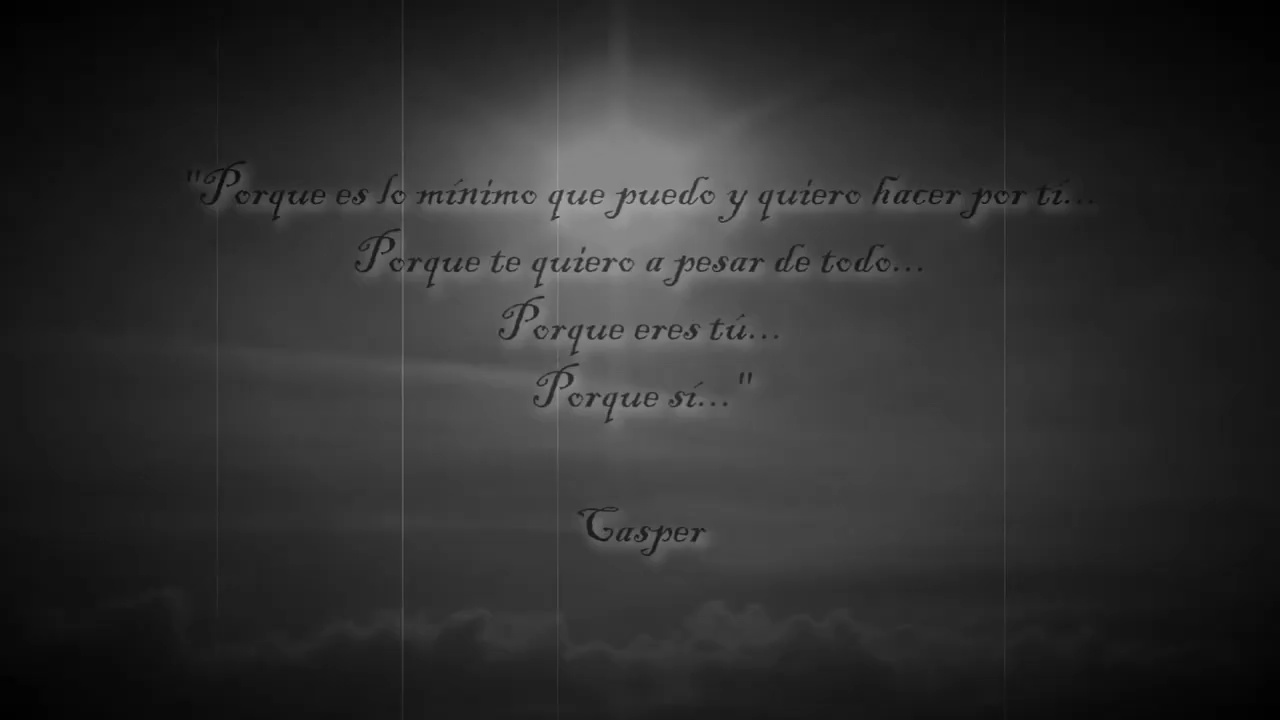 "Porque es lo mínimo que puedo y quiero hacer por tí...
Porque te quiero a pesar de todo...
Porque eres tú...
Porque sí..."
Casper